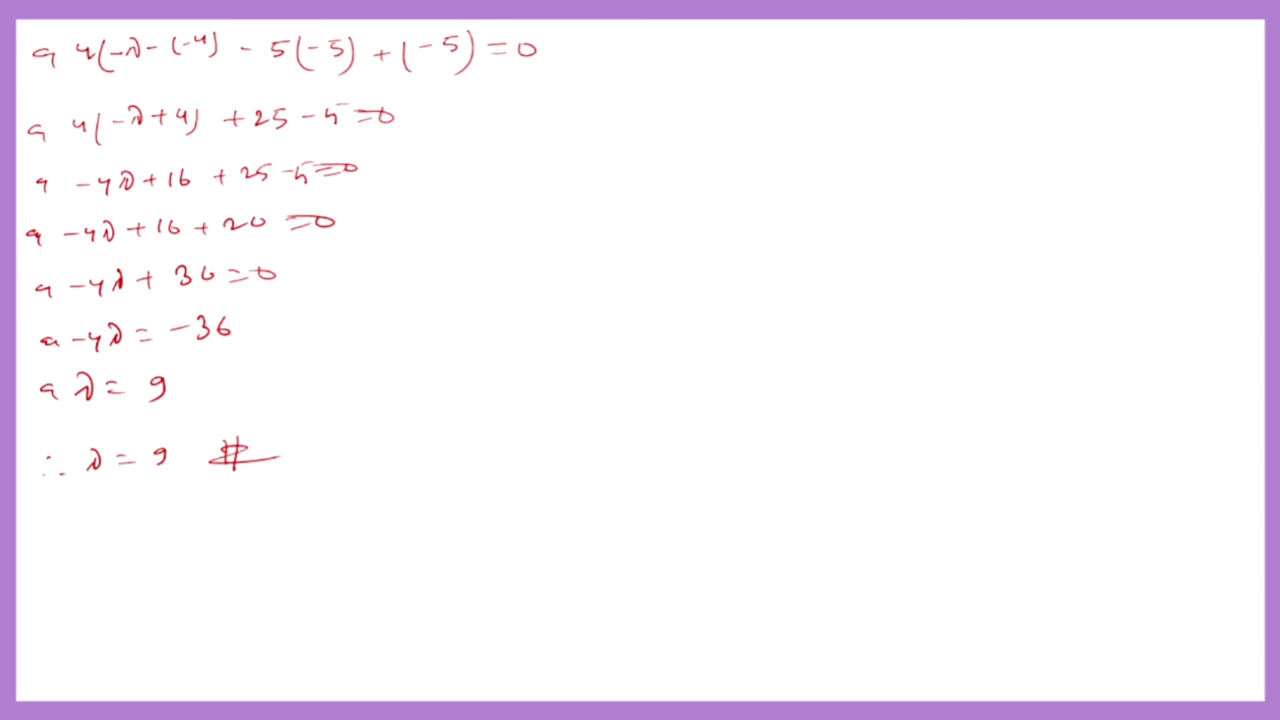 ⇒ 4(-λ-(-4) - 5(-5) + (-5) = 0
⇒ 4(-λ+4) + 25 - 5 = 0
⇒ -4λ + 16 + 25 - 5 = 0
⇒ -4λ + 16 + 20 = 0
⇒ -4λ + 36 = 0
⇒ -4λ = -36
⇒ λ = 9
∴ λ = 9 #